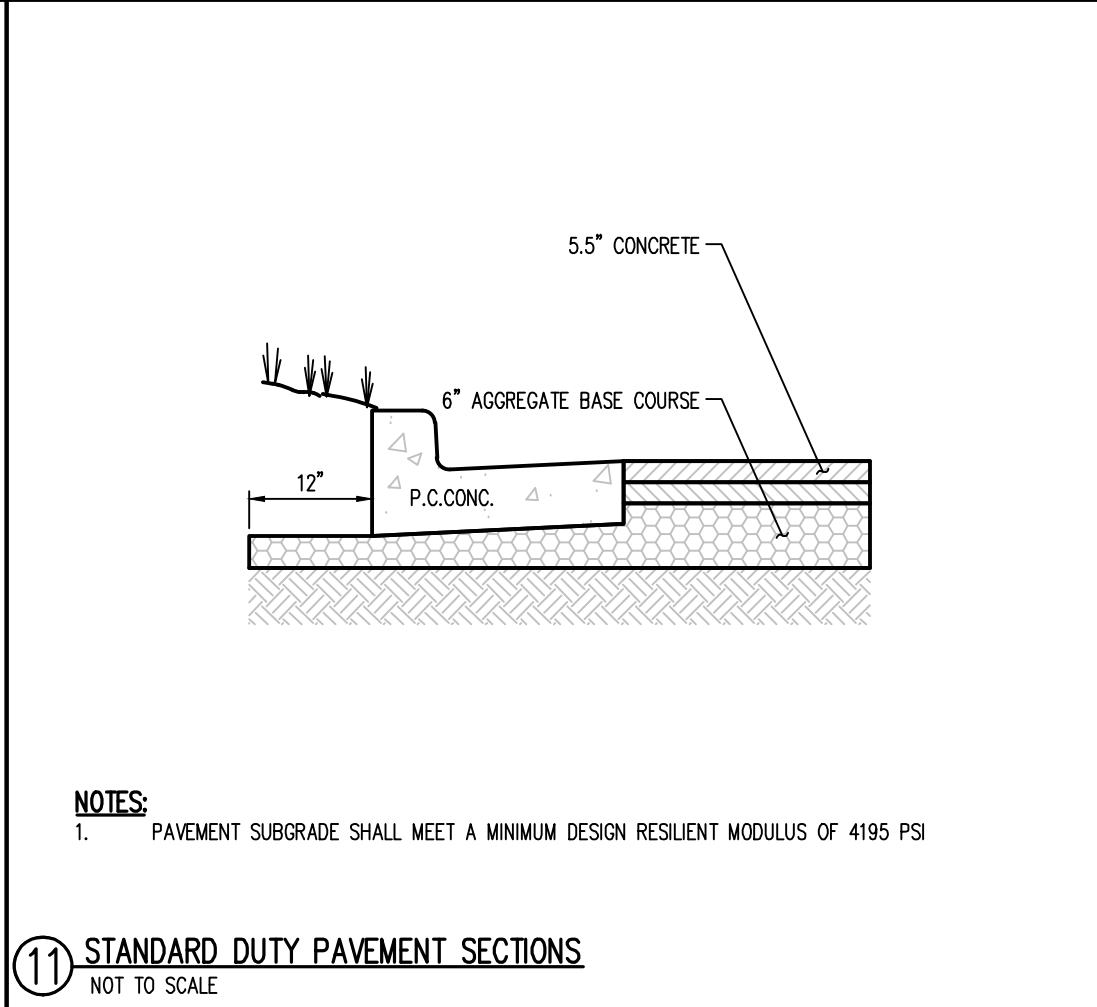 5.5" CONCRETE
6" AGGREGATE BASE COURSE
12"
P.C.CONC.
NOTES:
1. PAVEMENT SUBGRADE SHALL MEET A MINIMUM DESIGN RESILIENT MODULUS OF 4195 PSI
11 STANDARD DUTY PAVEMENT SECTIONS
NOT TO SCALE